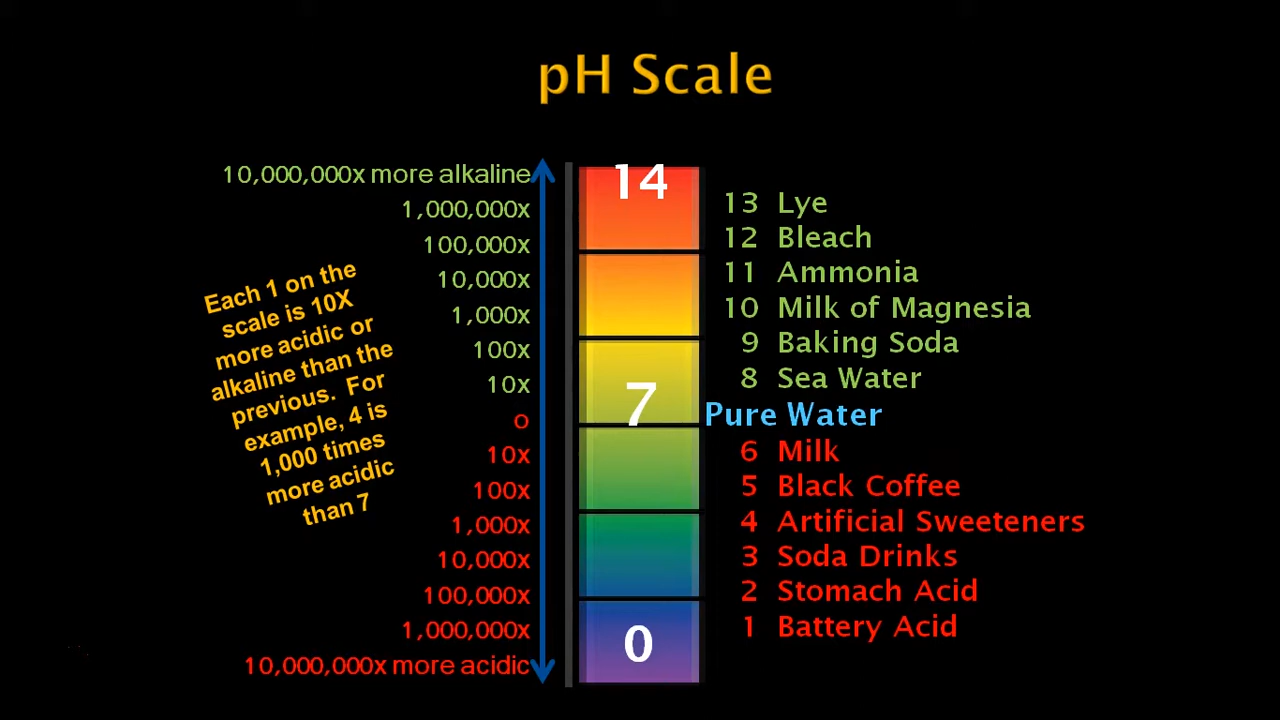 pH Scale
10,000,000x more alkaline
1,000,000x
100,000x
10,000x
1,000x
100x
10x
o
10x
100x
1,000x
10,000x
100,000x
1,000,000x
10,000,000x more acidic
Each 1 on the
scale is 10X
more acidic or
alkaline than the
previous. For
example, 4 is
1,000 times
more acidic
than 7
14
7
0
13 Lye
12 Bleach
11 Ammonia
10 Milk of Magnesia
9 Baking Soda
8 Sea Water
Pure Water
6 Milk
5 Black Coffee
4 Artificial Sweeteners
3 Soda Drinks
2 Stomach Acid
1 Battery Acid